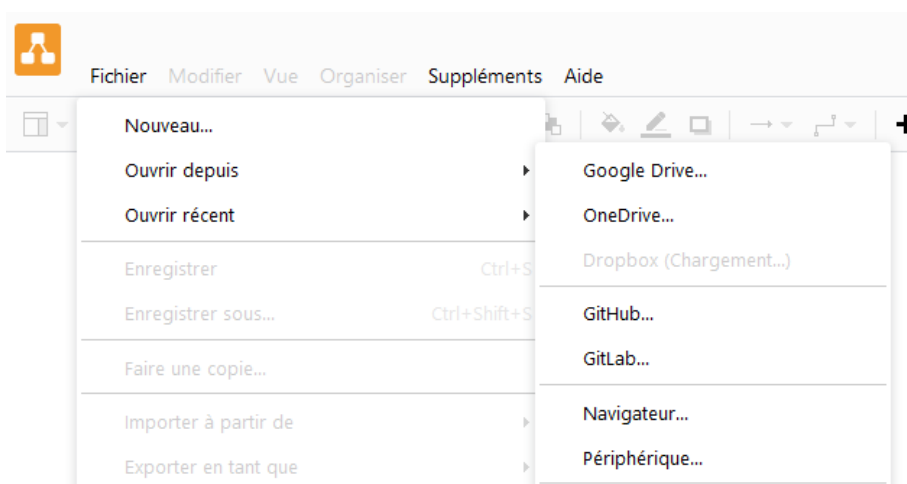 Fichier Modifier Vue Organiser Suppléments Aide
Nouveau...
Ouvrir depuis
Ouvrir récent
Enregistrer Ctrl+S
Enregistrer sous... Ctrl+Shift+S
Faire une copie...
Importer à partir de
Exporter en tant que
Google Drive...
OneDrive...
Dropbox (Chargement...)
GitHub...
GitLab...
Navigateur...
Périphérique...